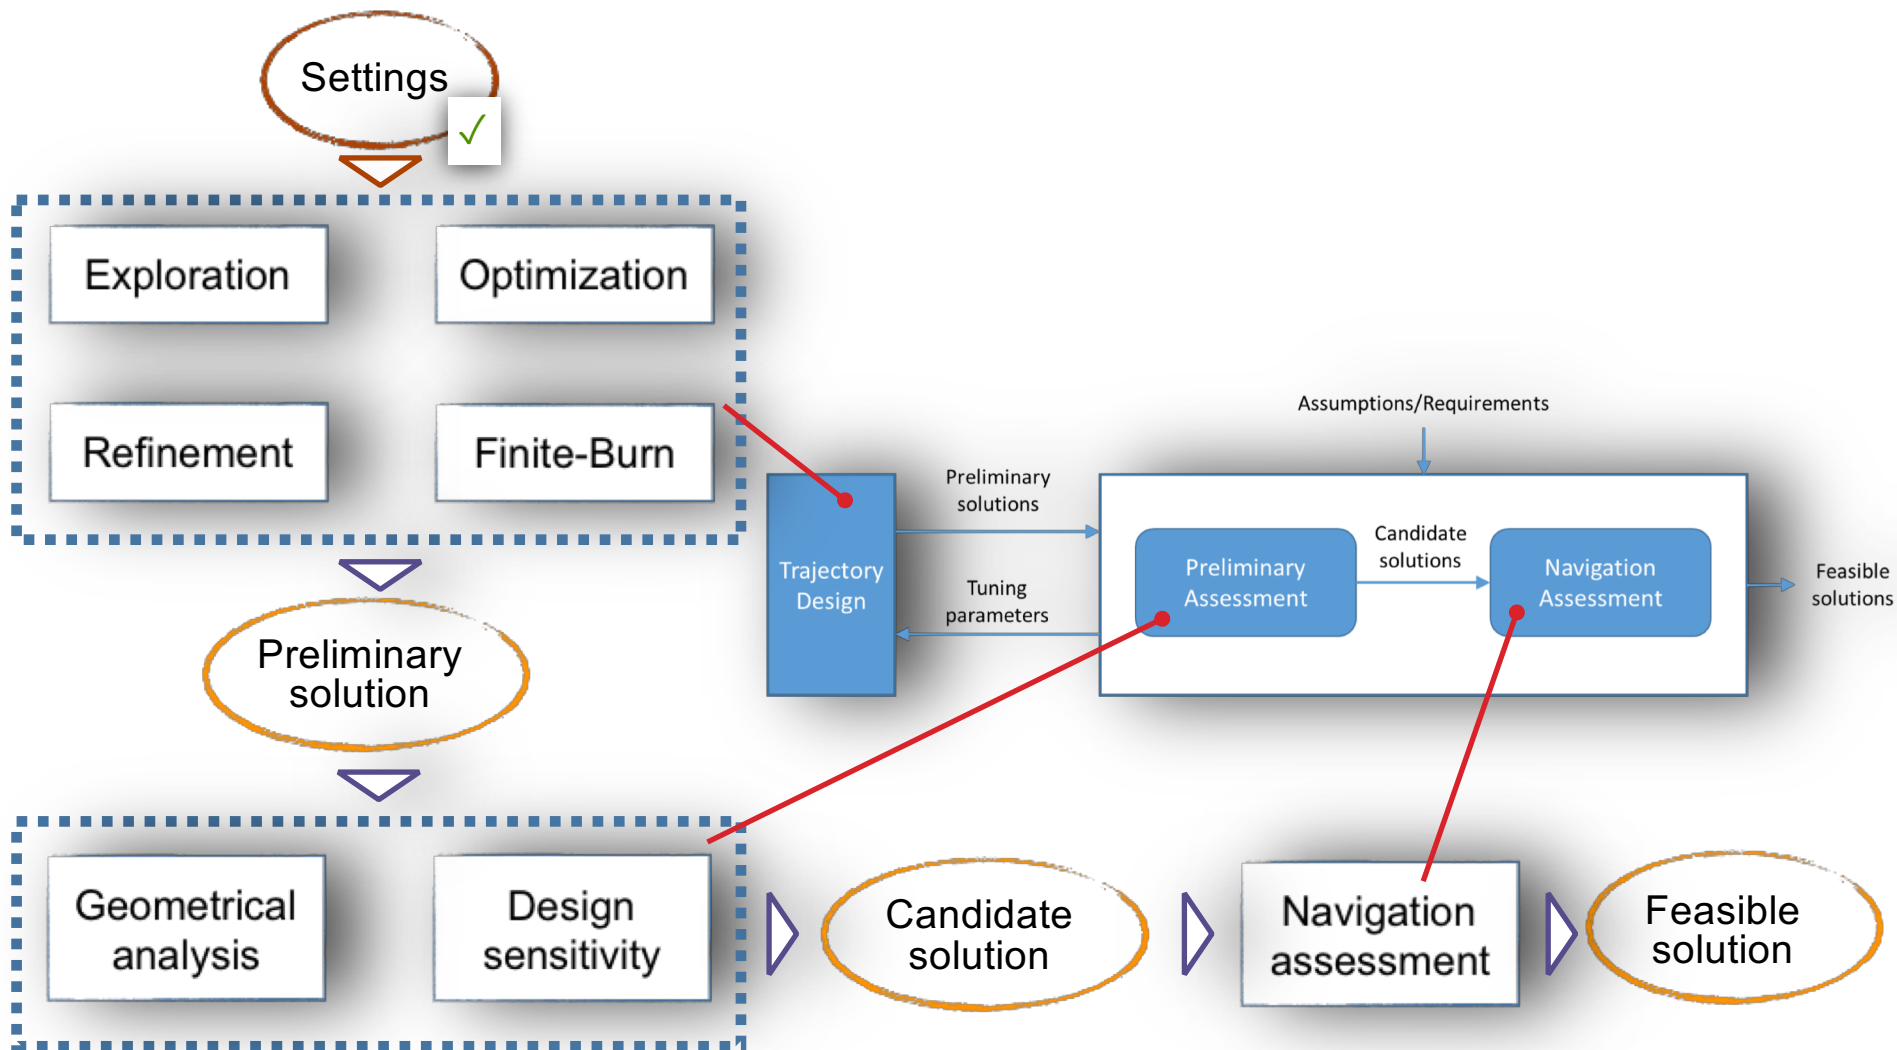 Settings
✓
Exploration
Optimization
Refinement
Finite-Burn
Preliminary
solution
Geometrical
analysis
Design
sensitivity
Candidate
solution
Navigation
assessment
Feasible
solution
Assumptions/Requirements
Trajectory
Design
Preliminary
solutions
Tuning
parameters
Preliminary
Assessment
Candidate
solutions
Navigation
Assessment
Feasible
solutions